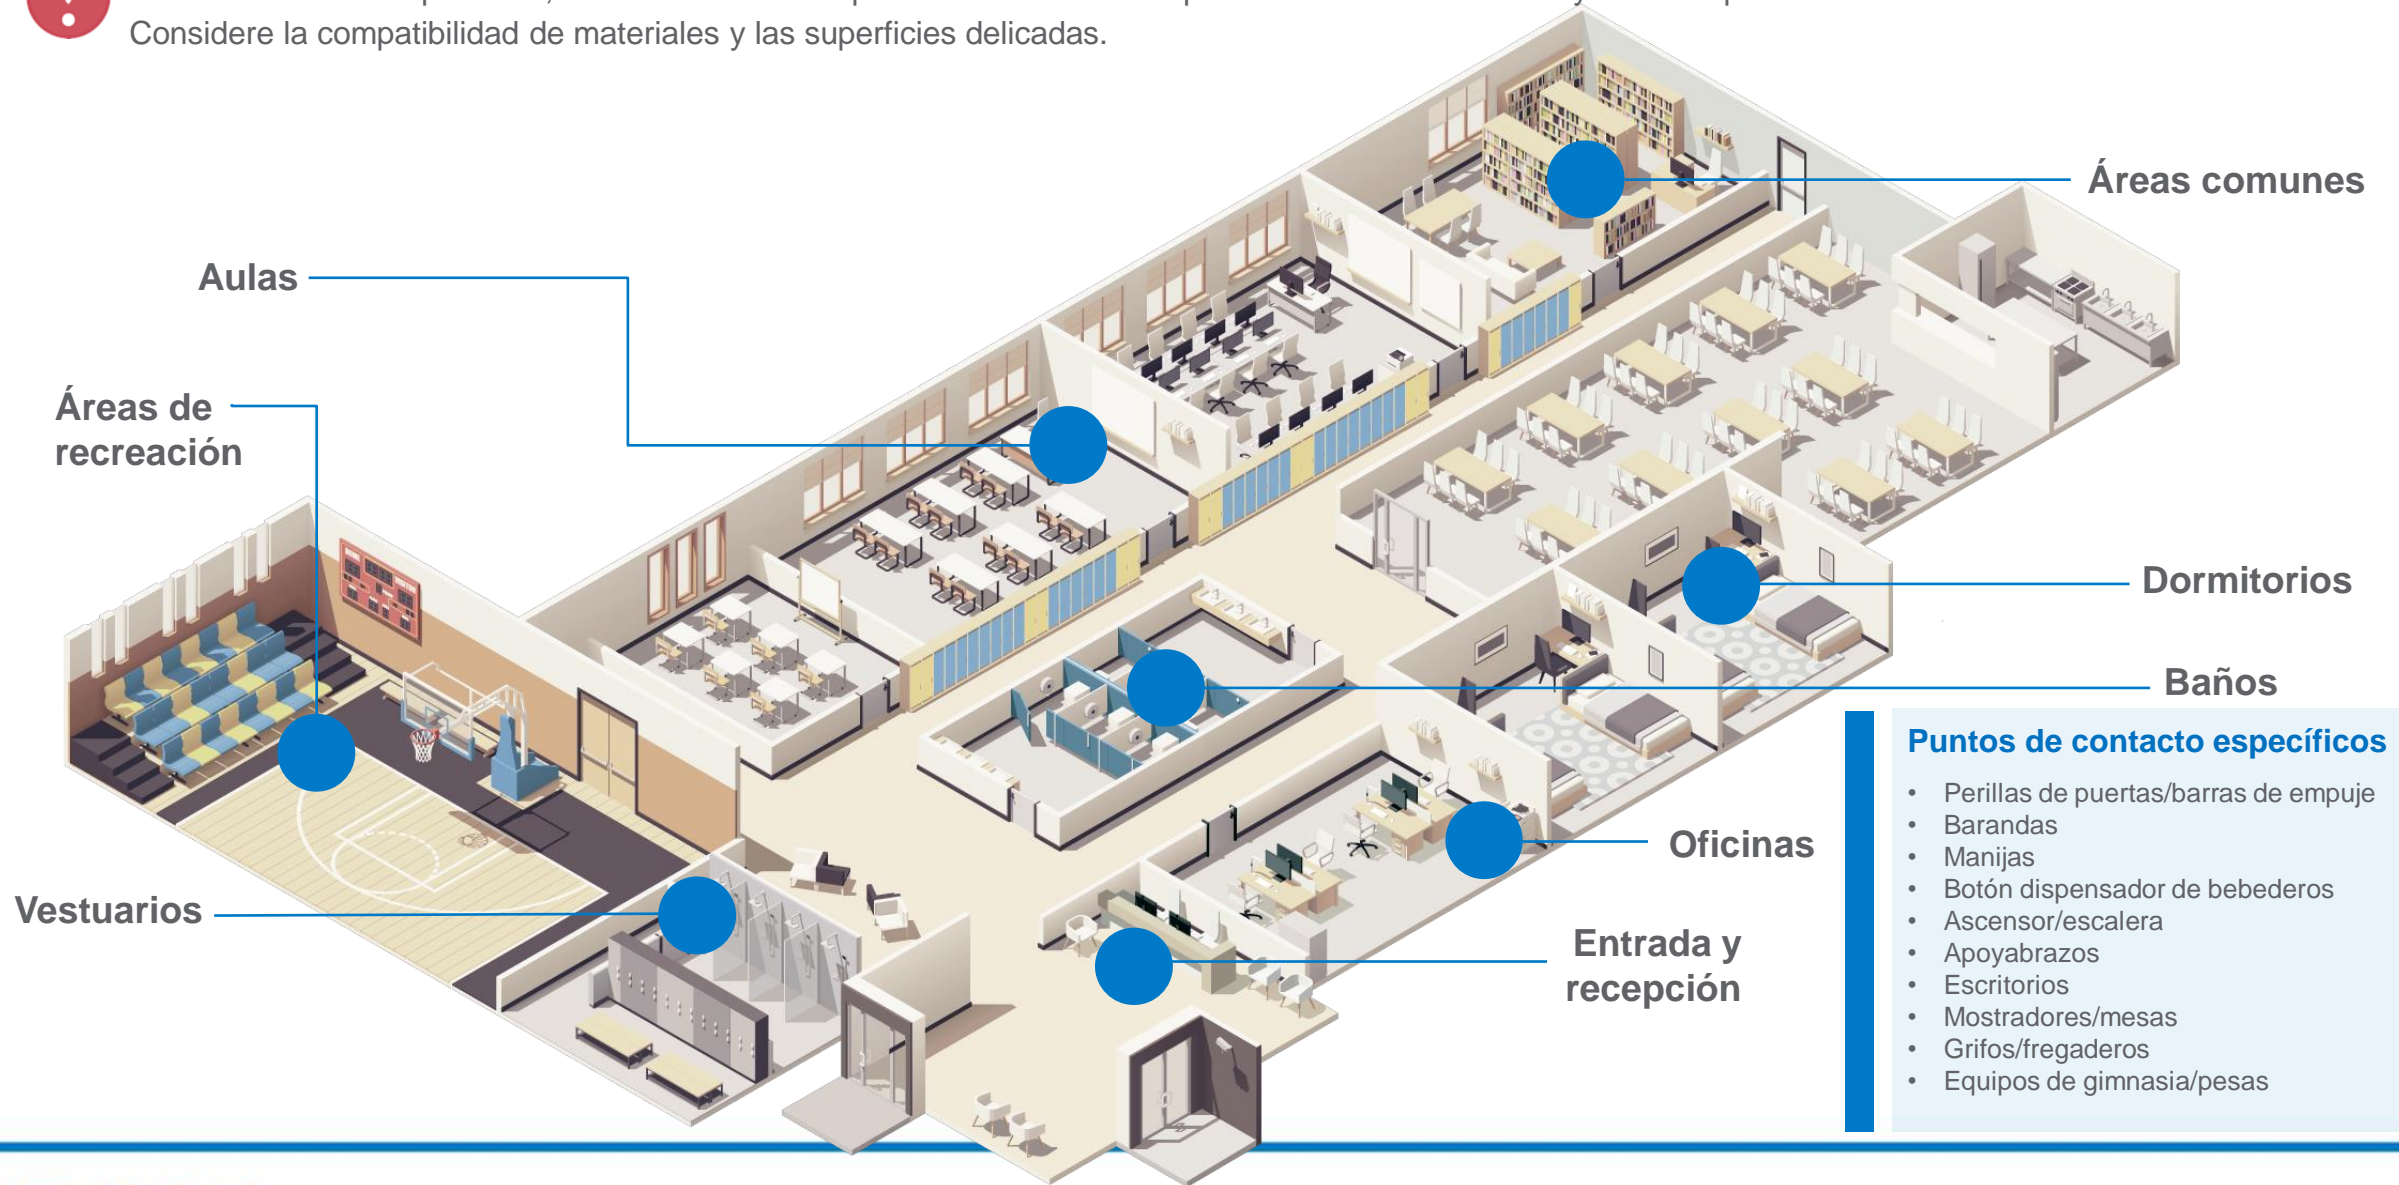 Considere la compatibilidad de materiales y las superficies delicadas.
Áreas comunes
Aulas
Áreas de
recreación
Dormitorios
Baños
Puntos de contacto específicos
• Perillas de puertas/barras de empuje
• Barandas
• Manijas
• Botón dispensador de bebederos
• Ascensor/escalera
• Apoyabrazos
• Escritorios
• Mostradores/mesas
• Grifos/fregaderos
• Equipos de gimnasia/pesas
Oficinas
Vestuarios
Entrada y
recepción